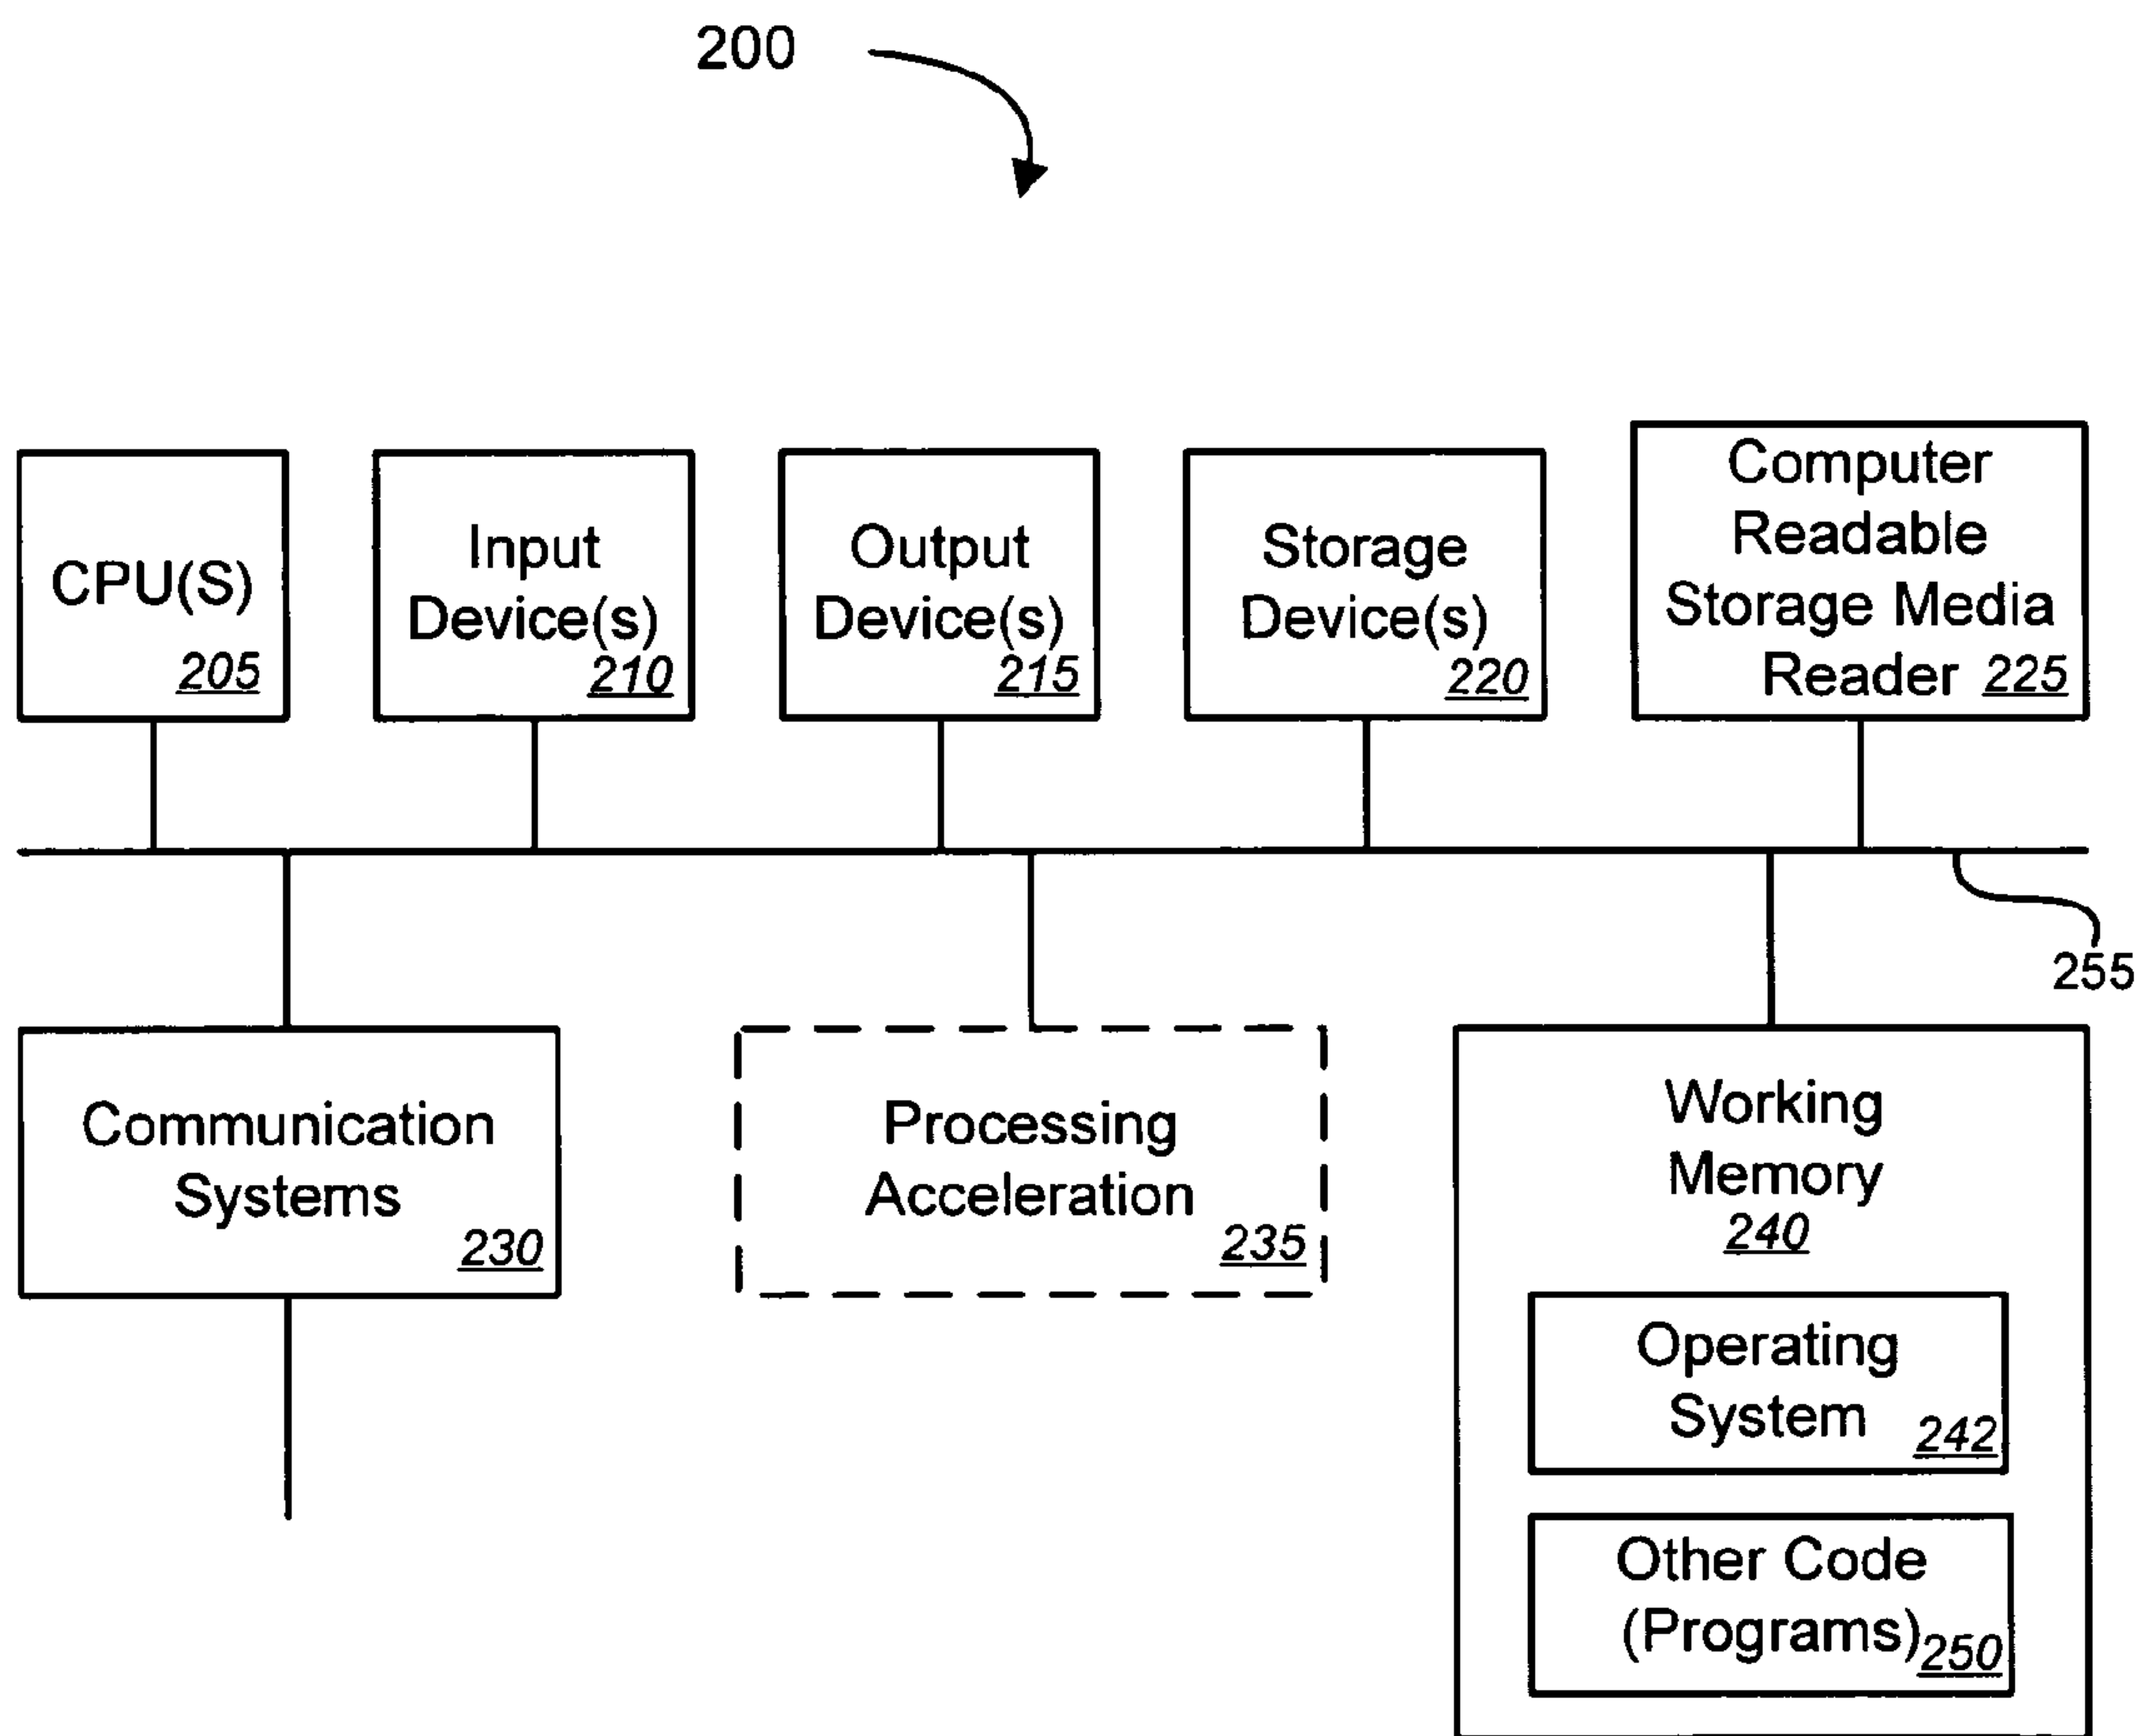 200
CPU(S)
205
Input
Device(s)
210
Output
Device(s)
215
Storage
Device(s)
220
Computer
Readable
Storage Media
Reader 225
255
Communication
Systems
230
Processing
Acceleration
235
Working
Memory
240
Operating
System
242
Other Code
(Programs)
250